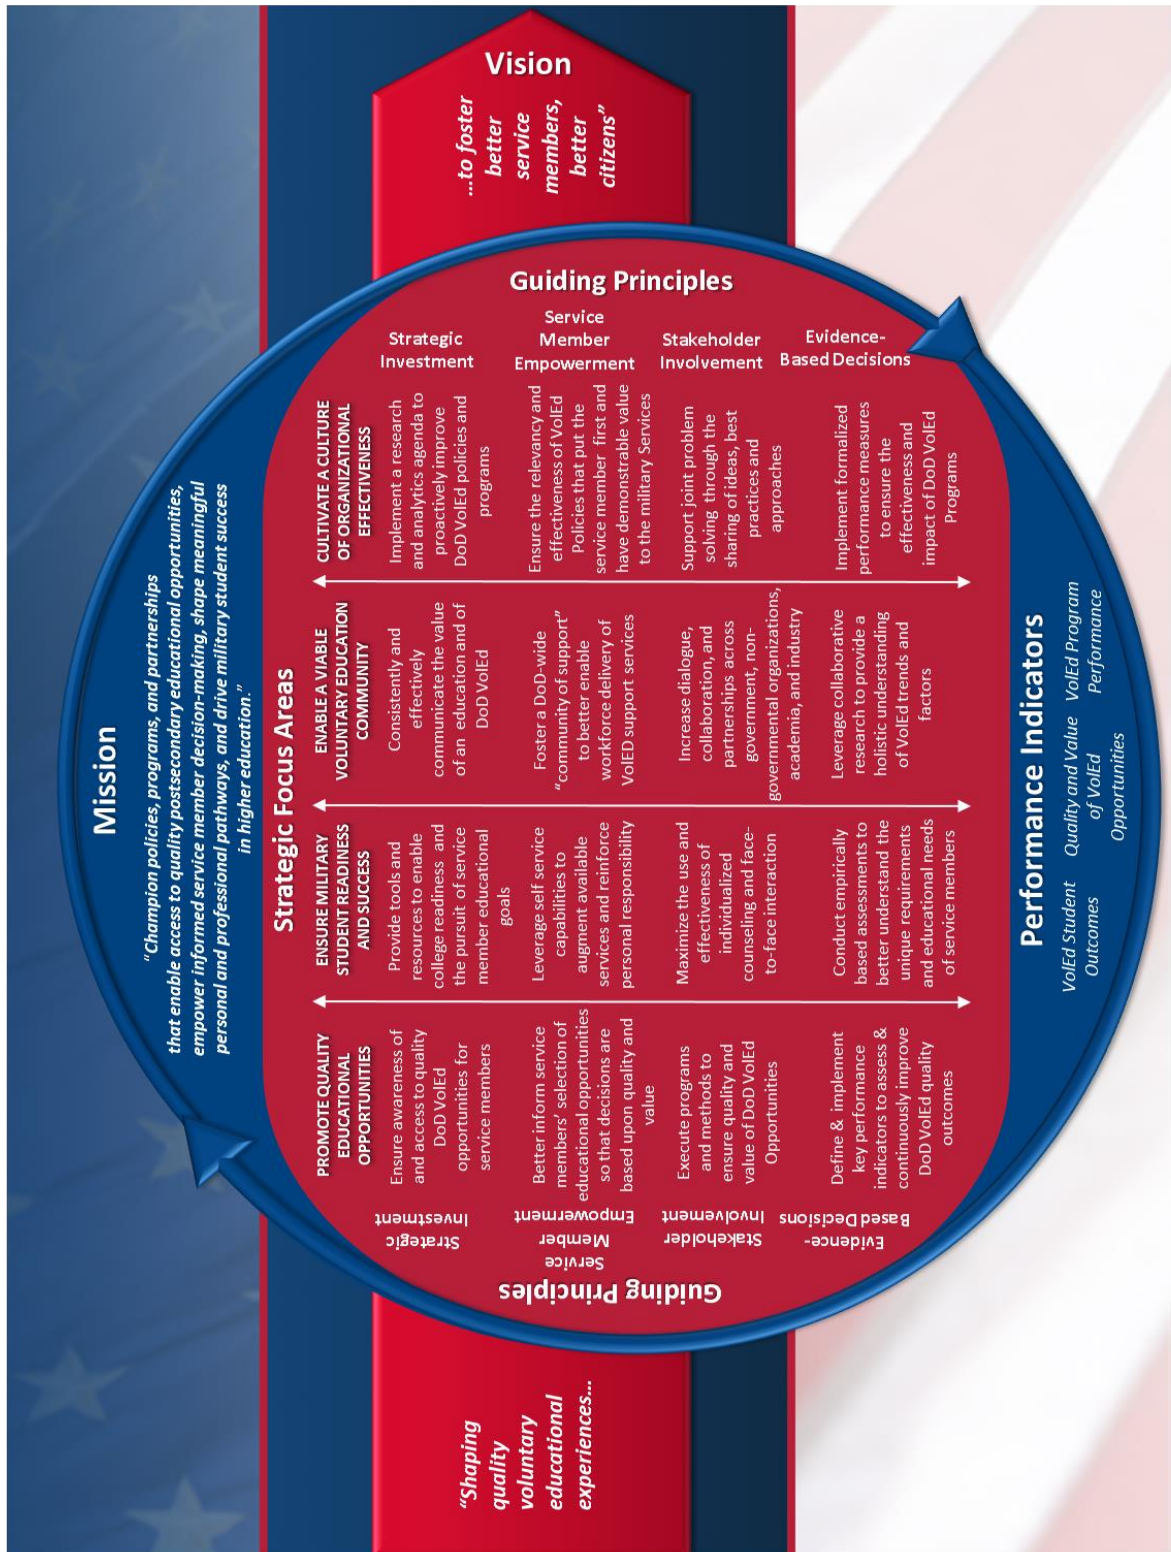 Mission
"Champion policies, programs, and partnerships
that enable access to quality postsecondary educational opportunities,
empower informed service member decision-making, shape meaningful
personal and professional pathways, and drive military student success
in higher education."
"Shaping
quality
voluntary
educational
experiences...
Vision
...to foster
better
service
members,
better
citizens"
Strategic Focus Areas
Guiding Principles
Strategic
Investment
Service
Member
Empowerment
Stakeholder
Involvement
Evidence-
Based Decisions
PROMOTE QUALITY
EDUCATIONAL
OPPORTUNITIES
Ensure awareness of
and access to quality
DoD VolEd
opportunities for
service members
Better inform service
members' selection of
educational opportunities
so that decisions are
based upon quality and
value
Execute programs
and methods to
ensure quality and
value of DoD VolEd
Opportunities
Define & implement
key performance
indicators to assess &
continuously improve
DoD VolEd quality
outcomes
ENSURE MILITARY
STUDENT READINESS
AND SUCCESS
Provide tools and
resources to enable
college readiness and
the pursuit of service
member educational
goals
Leverage self service
capabilities to
augment available
services and reinforce
personal responsibility
Maximize the use and
effectiveness of
individualized
counseling and face-
to-face interaction
Conduct empirically
based assessments to
better understand the
unique requirements
and educational needs
of service members
ENABLE A VIABLE
VOLUNTARY EDUCATION
COMMUNITY
Consistently and
effectively
communicate the value
of an education and of
DoD VolEd
Foster a DoD-wide
"community of support"
to better enable
workforce delivery of
VolED support services
Increase dialogue,
collaboration, and
partnerships across
government, non-
governmental organizations,
academia, and industry
Leverage collaborative
research to provide a
holistic understanding
of VolEd trends and
factors
CULTIVATE A CULTURE
OF ORGANIZATIONAL
EFFECTIVENESS
Implement a research
and analytics agenda to
proactively improve
DoD VolEd policies and
programs
Ensure the relevancy and
effectiveness of VolEd
Policies that put the
service member first and
have demonstrable value
to the military Services
Support joint problem
solving through the
sharing of ideas, best
practices and
approaches
Implement formalized
performance measures
to ensure the
effectiveness and
impact of DoD VolEd
Programs
Guiding Principles
Strategic
Investment
Service
Member
Empowerment
Stakeholder
Involvement
Evidence-
Based Decisions
Performance Indicators
VolEd Student
Outcomes
Quality and Value
of VolEd
Opportunities
VolEd Program
Performance